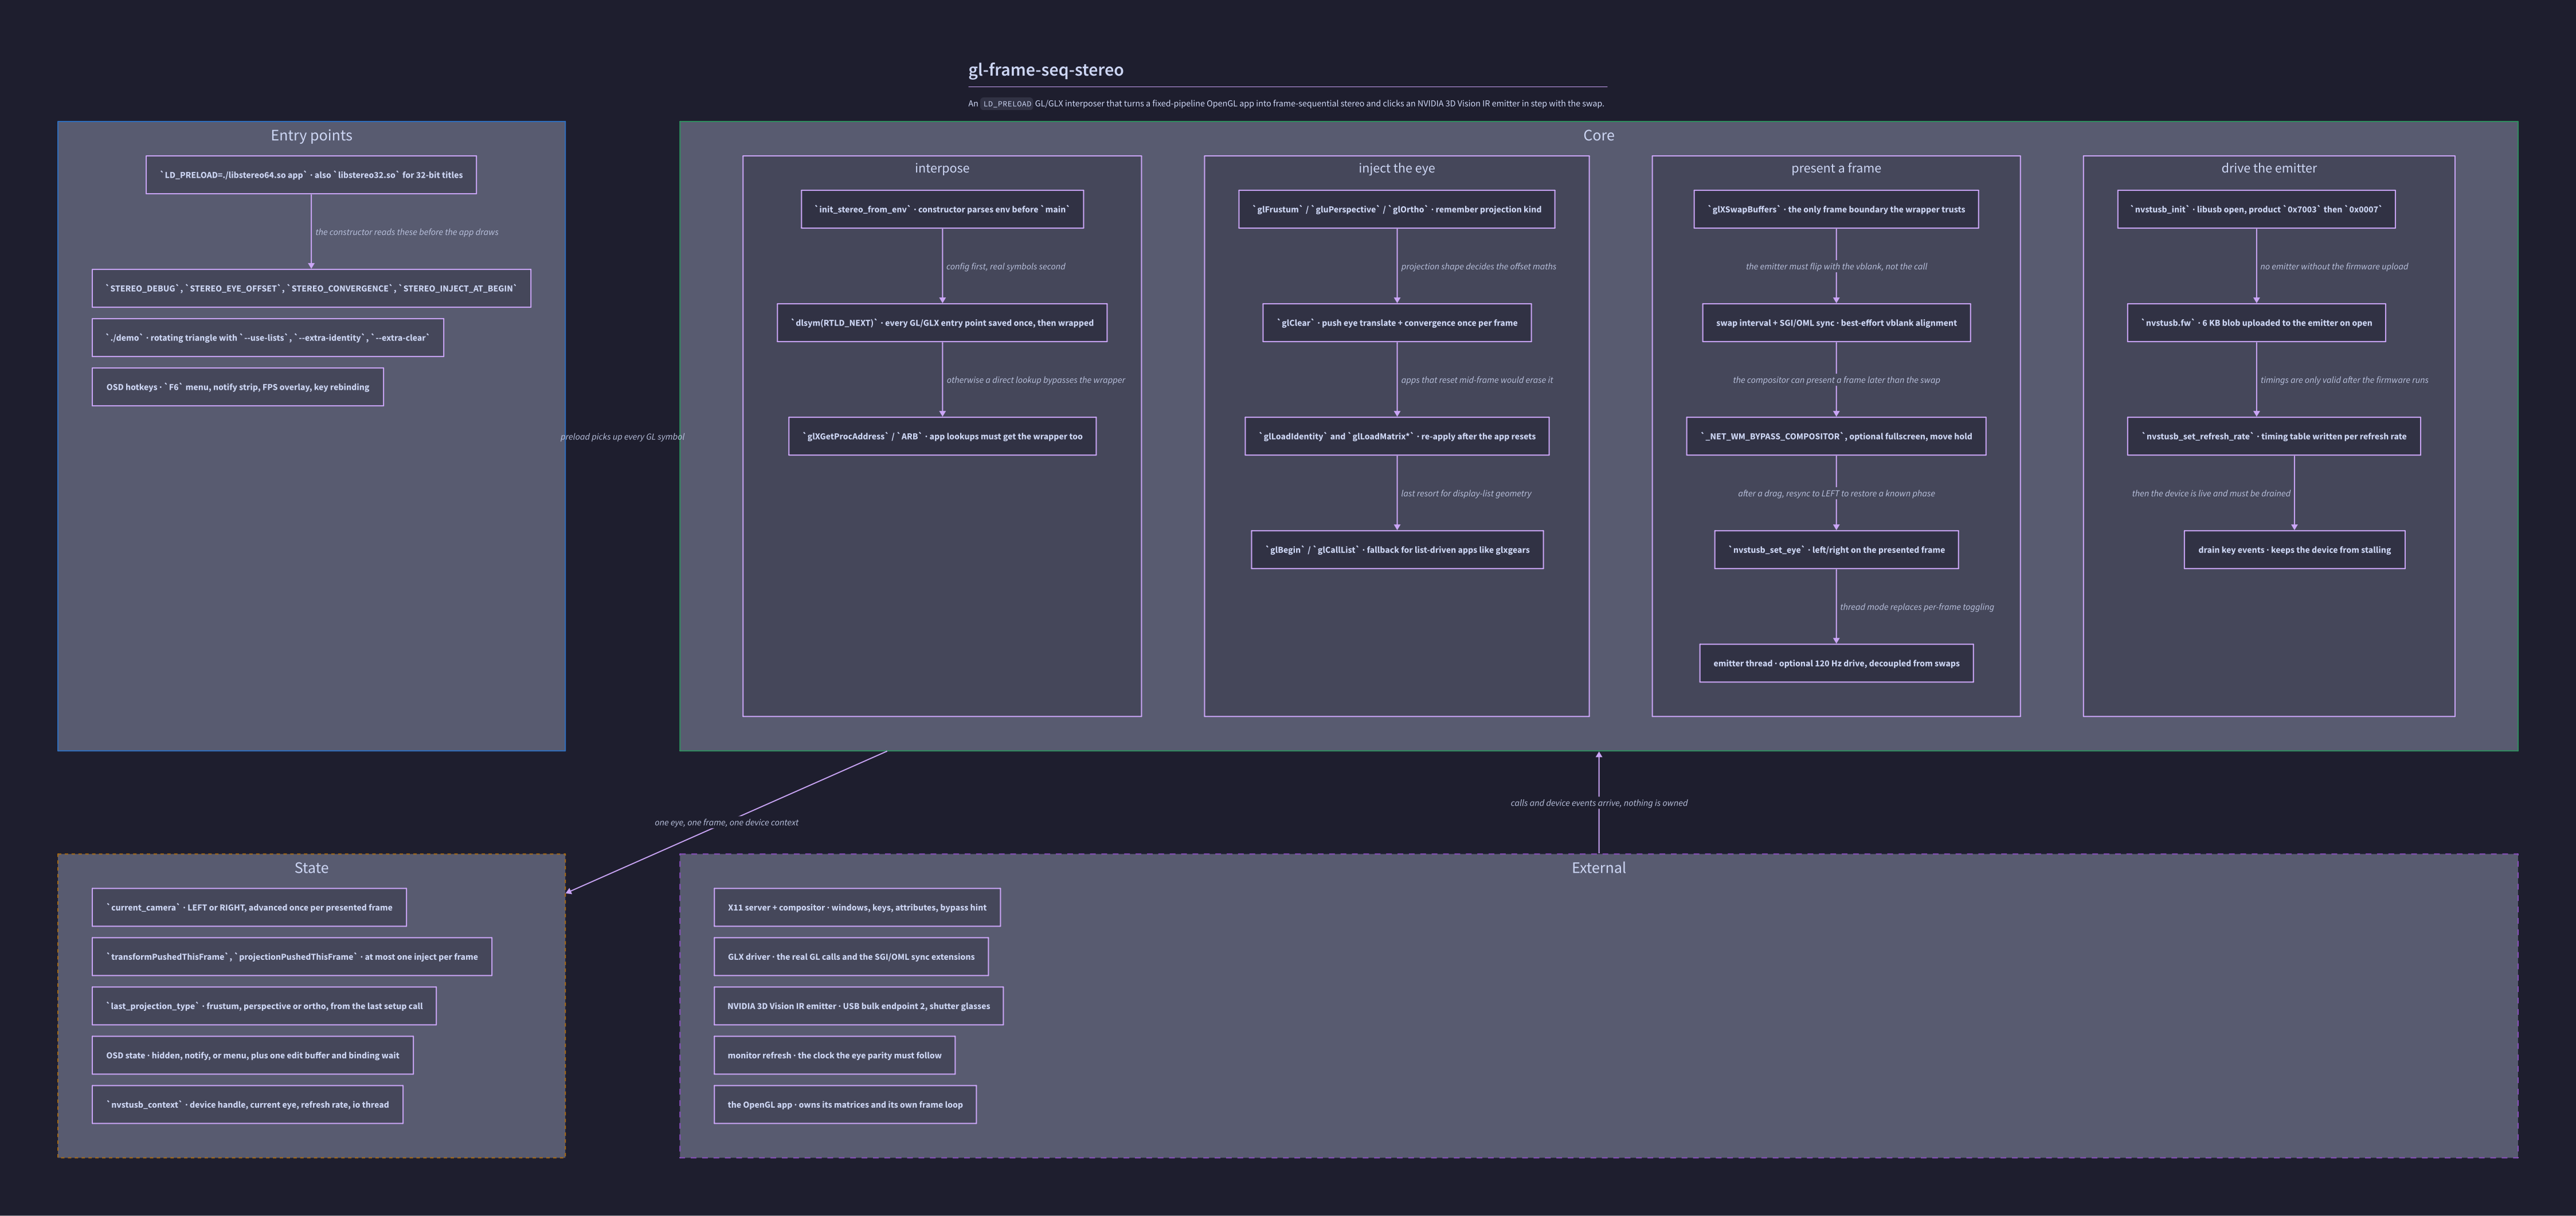 gl-frame-seq-stereo
An LD_PRELOAD GL/GLX interposer that turns a fixed-pipeline OpenGL app into frame-sequential stereo and clicks an NVIDIA 3D Vision IR emitter in step with the swap.
Entry points
`LD_PRELOAD=./libstereo64.so app` · also `libstereo32.so` for 32-bit titles
the constructor reads these before the app draws
`STEREO_DEBUG`, `STEREO_EYE_OFFSET`, `STEREO_CONVERGENCE`, `STEREO_INJECT_AT_BEGIN`
`./demo` · rotating triangle with `--use-lists`, `--extra-identity`, `--extra-clear`
OSD hotkeys · `F6` menu, notify strip, FPS overlay, key rebinding
preload picks up every GL symbol
Core
interpose
`init_stereo_from_env` · constructor parses env before `main`
config first, real symbols second
`dlsym(RTLD_NEXT)` · every GL/GLX entry point saved once, then wrapped
otherwise a direct lookup bypasses the wrapper
`glXGetProcAddress` / `ARB` · app lookups must get the wrapper too
inject the eye
`glFrustum` / `gluPerspective` / `glOrtho` · remember projection kind
projection shape decides the offset maths
`glClear` · push eye translate + convergence once per frame
apps that reset mid-frame would erase it
`glLoadIdentity` and `glLoadMatrix*` · re-apply after the app resets
last resort for display-list geometry
`glBegin` / `glCallList` · fallback for list-driven apps like glxgears
present a frame
`glXSwapBuffers` · the only frame boundary the wrapper trusts
the emitter must flip with the vblank, not the call
swap interval + SGI/OML sync · best-effort vblank alignment
the compositor can present a frame later than the swap
`_NET_WM_BYPASS_COMPOSITOR`, optional fullscreen, move hold
after a drag, resync to LEFT to restore a known phase
`nvstusb_set_eye` · left/right on the presented frame
thread mode replaces per-frame toggling
emitter thread · optional 120 Hz drive, decoupled from swaps
drive the emitter
`nvstusb_init` · libusb open, product `0x7003` then `0x0007`
no emitter without the firmware upload
`nvstusb.fw` · 6 KB blob uploaded to the emitter on open
timings are only valid after the firmware runs
`nvstusb_set_refresh_rate` · timing table written per refresh rate
then the device is live and must be drained
drain key events · keeps the device from stalling
one eye, one frame, one device context
calls and device events arrive, nothing is owned
State
`current_camera` · LEFT or RIGHT, advanced once per presented frame
`transformPushedThisFrame`, `projectionPushedThisFrame` · at most one inject per frame
`last_projection_type` · frustum, perspective or ortho, from the last setup call
OSD state · hidden, notify, or menu, plus one edit buffer and binding wait
`nvstusb_context` · device handle, current eye, refresh rate, io thread
External
X11 server + compositor · windows, keys, attributes, bypass hint
GLX driver · the real GL calls and the SGI/OML sync extensions
NVIDIA 3D Vision IR emitter · USB bulk endpoint 2, shutter glasses
monitor refresh · the clock the eye parity must follow
the OpenGL app · owns its matrices and its own frame loop